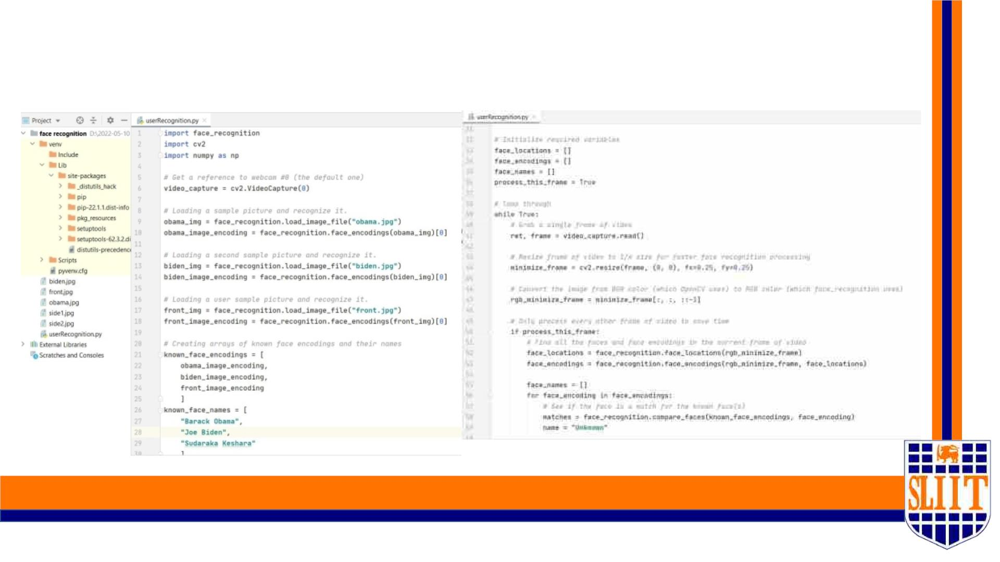 Project
face recognition D:\2022-05-10
venv
Include
Lib
site-packages
_distutils_hack
pip
pip-22.1.1.dist-info
pkg_resources
setuptools
setuptools-62.3.2.di
distutils-precedence
Scripts
pyvenv.cfg
biden.jpg
front.jpg
obama.jpg
side1.jpg
side2.jpg
userRecognition.py
External Libraries
Scratches and Consoles
userRecognition.py
1 import face_recognition
2 import cv2
3 import numpy as np
4
5 # Get a reference to webcam #0 (the default one)
6 video_capture = cv2.VideoCapture(0)
7
8 # Loading a sample picture and recognize it.
9 obama_img = face_recognition.load_image_file("obama.jpg")
10 obama_image_encoding = face_recognition.face_encodings(obama_img)[0]
11
12 # Loading a second sample picture and recognize it.
13 biden_img = face_recognition.load_image_file("biden.jpg")
14 biden_image_encoding = face_recognition.face_encodings(biden_img)[0]
15
16 # Loading a user sample picture and recognize it.
17 front_img = face_recognition.load_image_file("front.jpg")
18 front_image_encoding = face_recognition.face_encodings(front_img)[0]
19
20 # Creating arrays of known face encodings and their names
21 known_face_encodings = [
22 obama_image_encoding,
23 biden_image_encoding,
24 front_image_encoding
25 ]
26 known_face_names = [
27 "Barack Obama",
28 "Joe Biden",
29 "Sudaraka Keshara"
30 ]
userRecognition.py
# Initialize required variables
face_locations = []
face_encodings = []
face_names = []
process_this_frame = True
# loop through
while True:
# Grab a single frame of video
ret, frame = video_capture.read()
# Resize frame of video to 1/4 size for faster face recognition processing
minimize_frame = cv2.resize(frame, (0, 0), fx=0.25, fy=0.25)
# Convert the image from BGR color (which OpenCV uses) to RGB color (which face_recognition uses)
rgb_minimize_frame = minimize_frame[:, :, ::-1]
# Only process every other frame of video to save time
if process_this_frame:
# Find all the faces and face encodings in the current frame of video
face_locations = face_recognition.face_locations(rgb_minimize_frame)
face_encodings = face_recognition.face_encodings(rgb_minimize_frame, face_locations)
face_names = []
for face_encoding in face_encodings:
# See if the face is a match for the known face(s)
matches = face_recognition.compare_faces(known_face_encodings, face_encoding)
name = "Unknown"
SLIIT